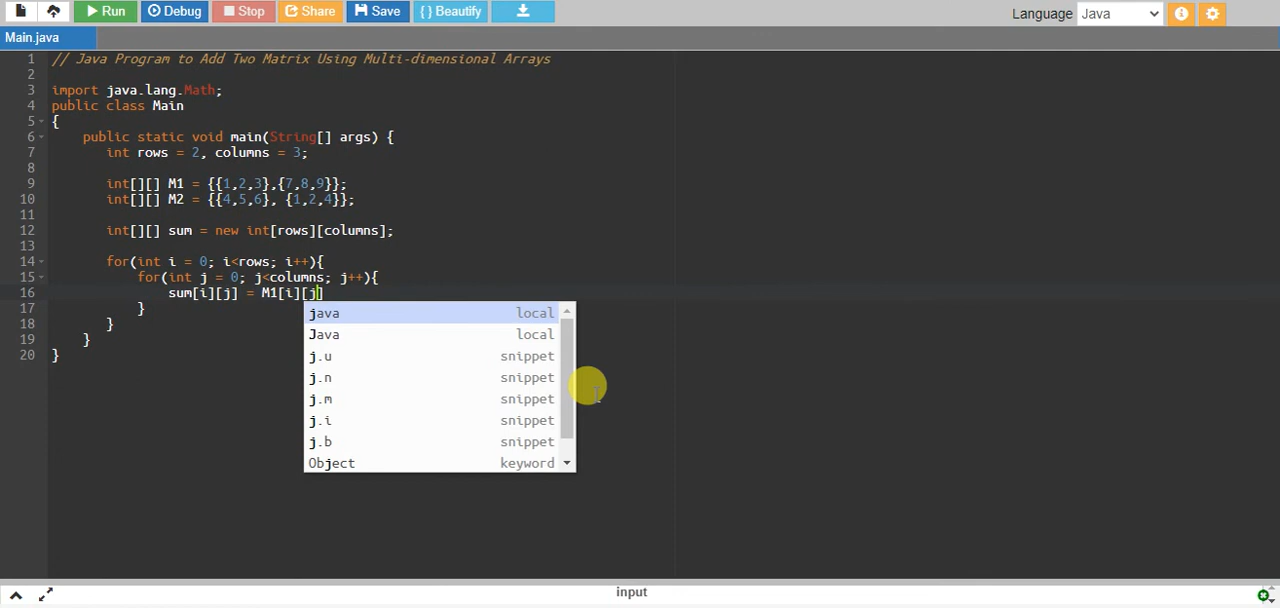 Run Debug Stop Share Save { } Beautify Language Java
Main.java
1 // Java Program to Add Two Matrix Using Multi-dimensional Arrays
2
3 import java.lang.Math;
4 public class Main
5 {
6 public static void main(String[] args) {
7 int rows = 2, columns = 3;
8
9 int[][] M1 = {{1,2,3},{7,8,9}};
10 int[][] M2 = {{4,5,6}, {1,2,4}};
11
12 int[][] sum = new int[rows][columns];
13
14 for(int i = 0; i<rows; i++){
15 for(int j = 0; j<columns; j++){
16 sum[i][j] = M1[i][j]
17 }
18 }
19 }
20 }
java local
Java local
j.u snippet
j.n snippet
j.m snippet
j.i snippet
j.b snippet
Object keyword
input